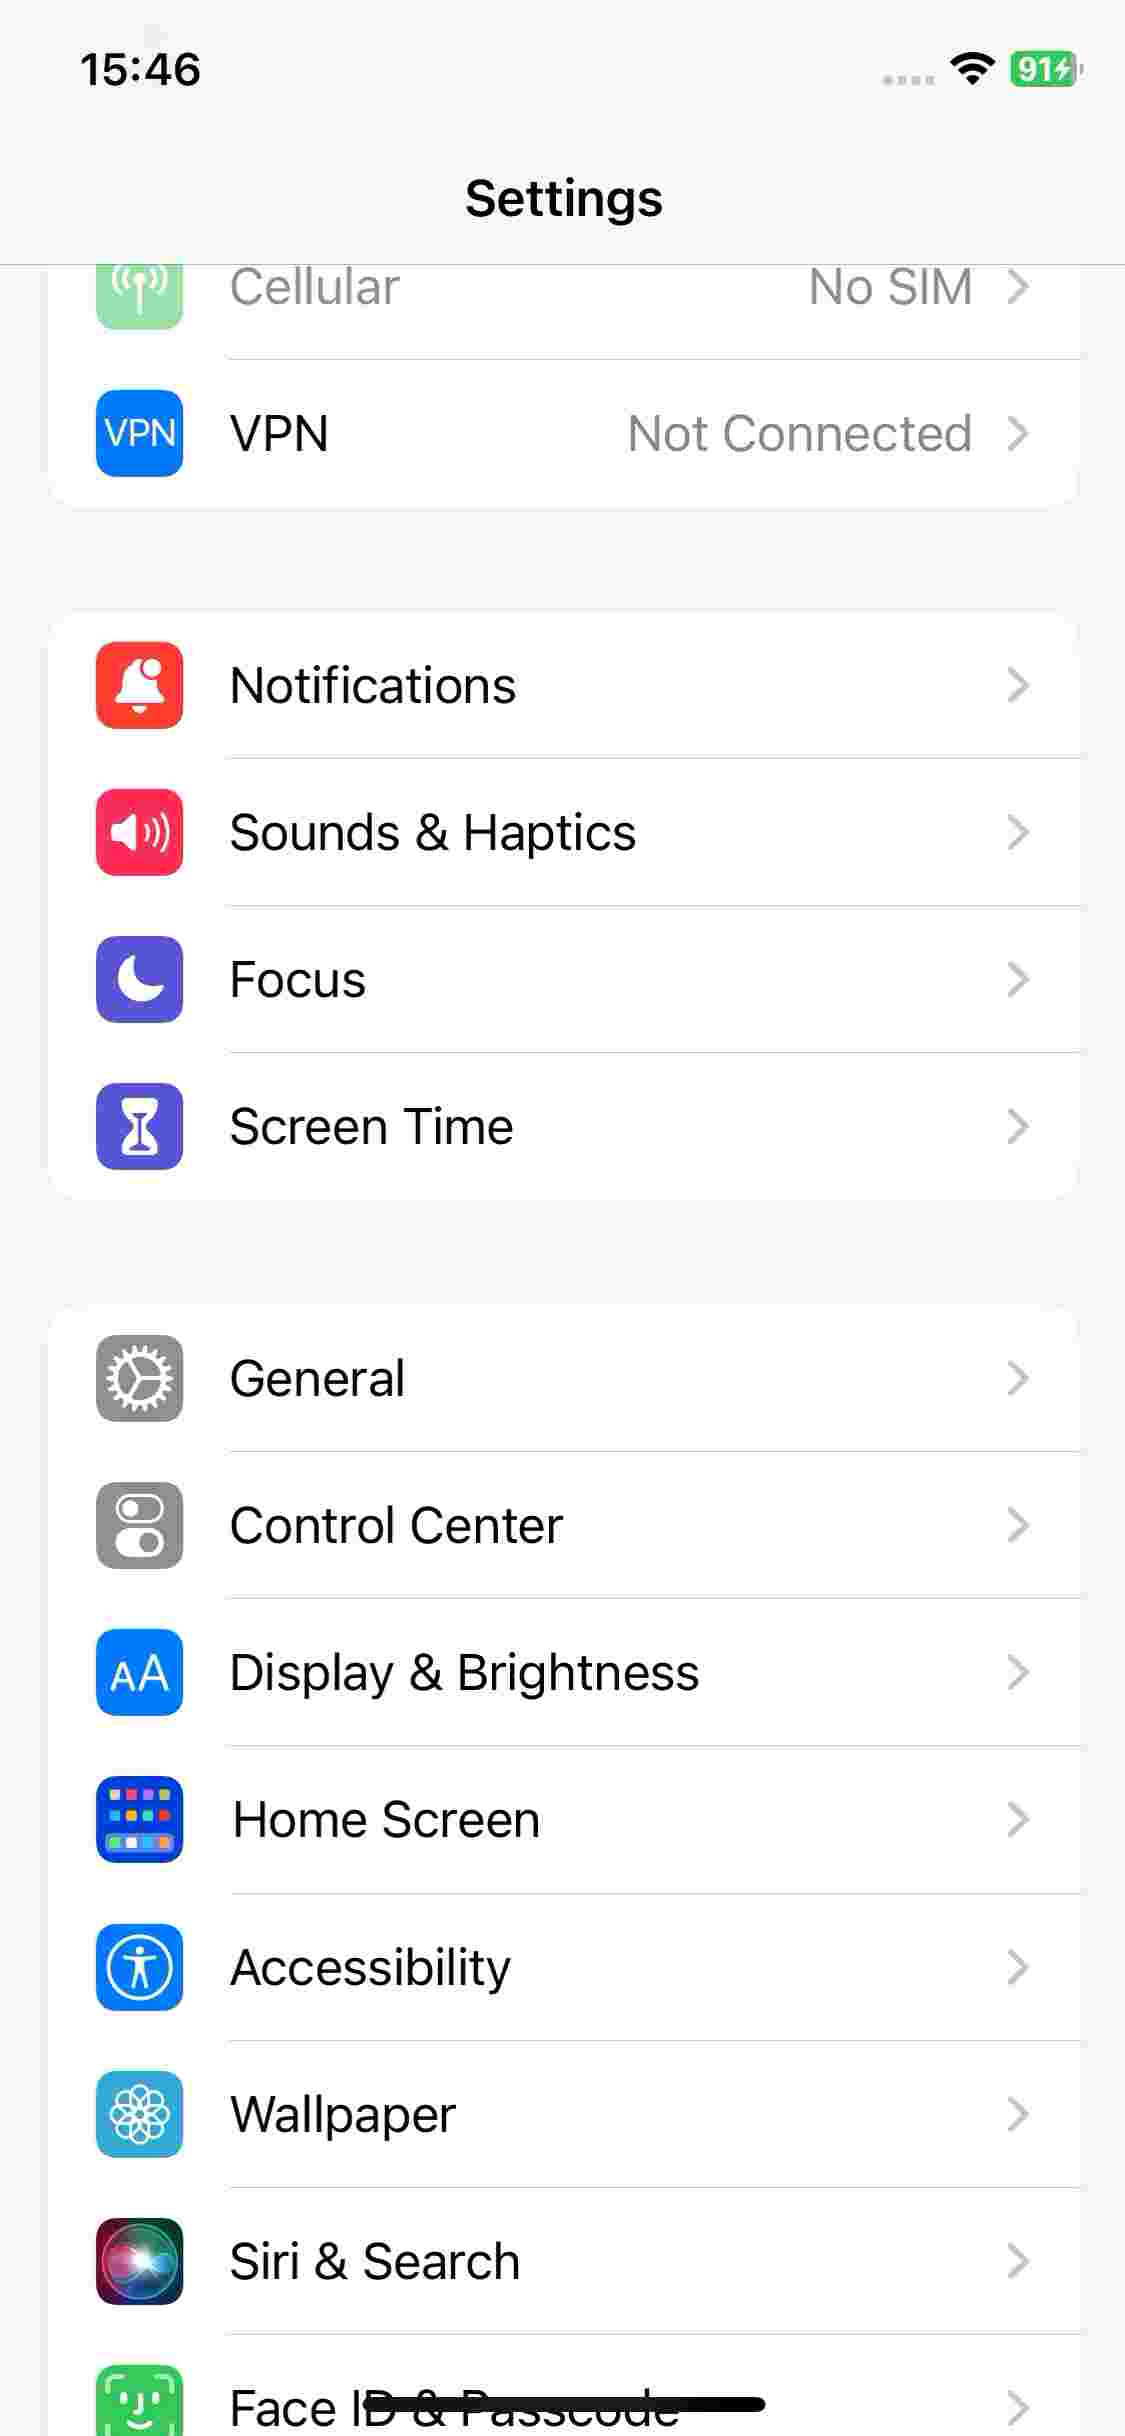 15:46
91
Settings
Cellular No SIM
VPN VPN Not Connected
Notifications
Sounds & Haptics
Focus
Screen Time
General
Control Center
AA Display & Brightness
Home Screen
Accessibility
Wallpaper
Siri & Search
Face ID & Passcode